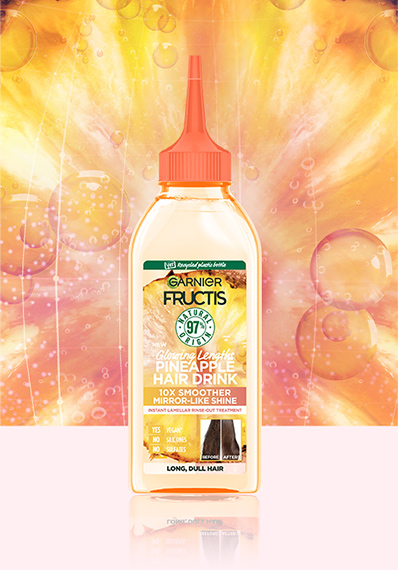 Recycled plastic bottle
GARNIER
FRUCTIS
NATURAL
97%
ORIGIN
Glowing Lengths
PINEAPPLE
HAIR DRINK
10X SMOOTHER
MIRROR-LIKE SHINE
INSTANT LAMELLAR RINSE-OUT TREATMENT
YES VEGAN*
NO SILICONES
NO SULFATES
BEFORE AFTER
LONG, DULL HAIR